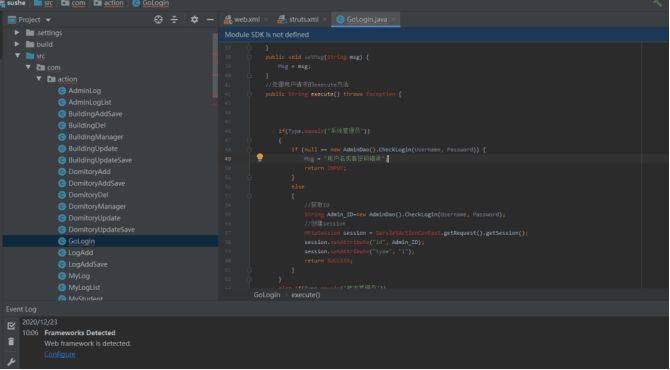 sushe src com action GoLogin
Project
web.xml struts.xml GoLogin.java
Module SDK is not defined
.settings
build
src
com
action
AdminLog
AdminLogList
BuildingAddSave
BuildingDel
BuildingManager
BuildingUpdate
BuildingUpdateSave
DomitoryAdd
DomitoryAddSave
DomitoryDel
DomitoryManager
DomitoryUpdate
DomitoryUpdateSave
GoLogin
LogAdd
LogAddSave
MyLog
MyLogList
MyStudent
}
public void setMsg(String msg) {
Msg = msg;
}
//处理用户请求的execute方法
public String execute() throws Exception {
if(Type.equals("系统管理员"))
{
if (null == new AdminDao().CheckLogin(Username, Password)) {
Msg = "用户名或者密码错误";
return INPUT;
}
else
{
//获取ID
String Admin_ID=new AdminDao().CheckLogin(Username, Password);
//创建session
HttpSession session = ServletActionContext.getRequest().getSession();
session.setAttribute("id", Admin_ID);
session.setAttribute("type", "1");
return SUCCESS;
}
}
GoLogin execute()
Event Log
2020/12/23
10:06 Frameworks Detected
Web framework is detected.
Configure